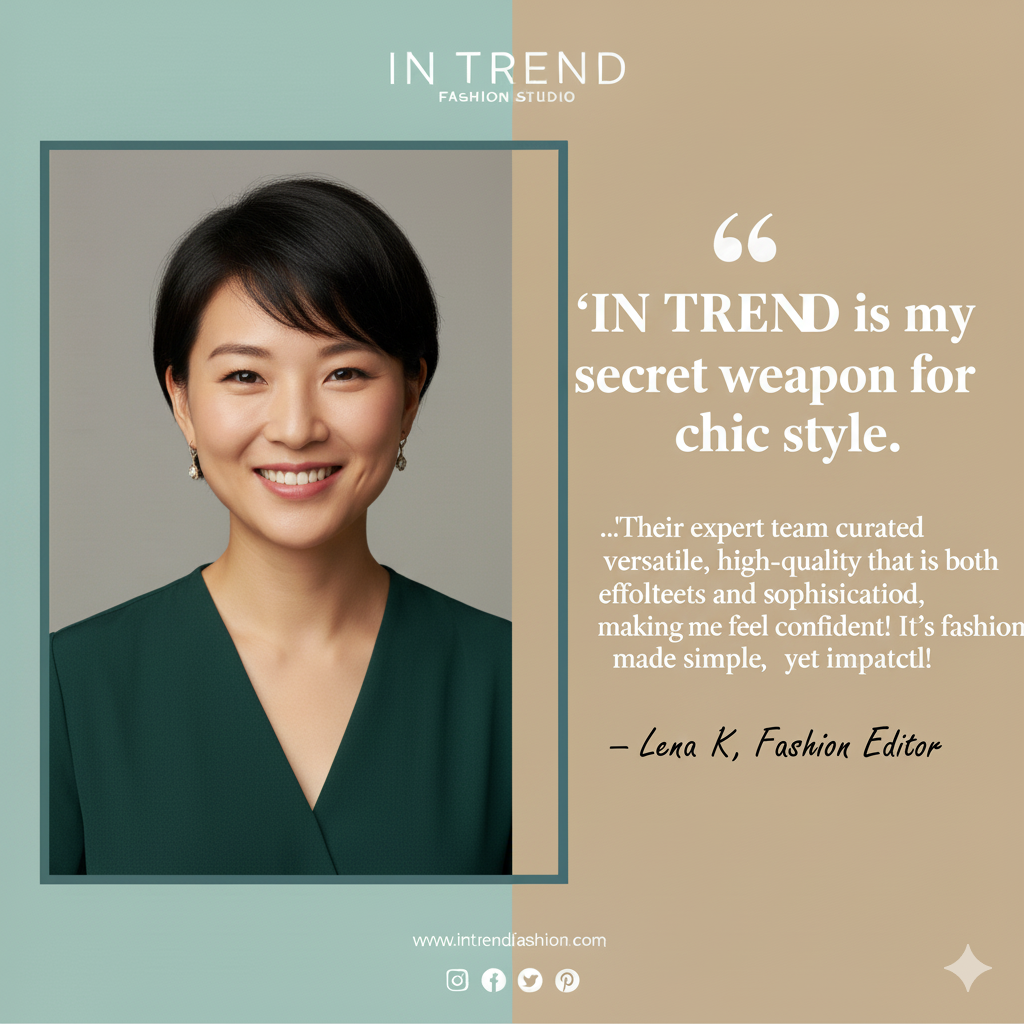 IN TREND
FASHION STUDIO
“
‘IN TREND is my
secret weapon for
chic style.
...'Their expert team curated
versatile, high-quality that is both
effolteets and sophisicatiod,
making me feel confident! It’s fashion
made simple, yet impatctl!
– Lena K, Fashion Editor
www.intrendfashion.com